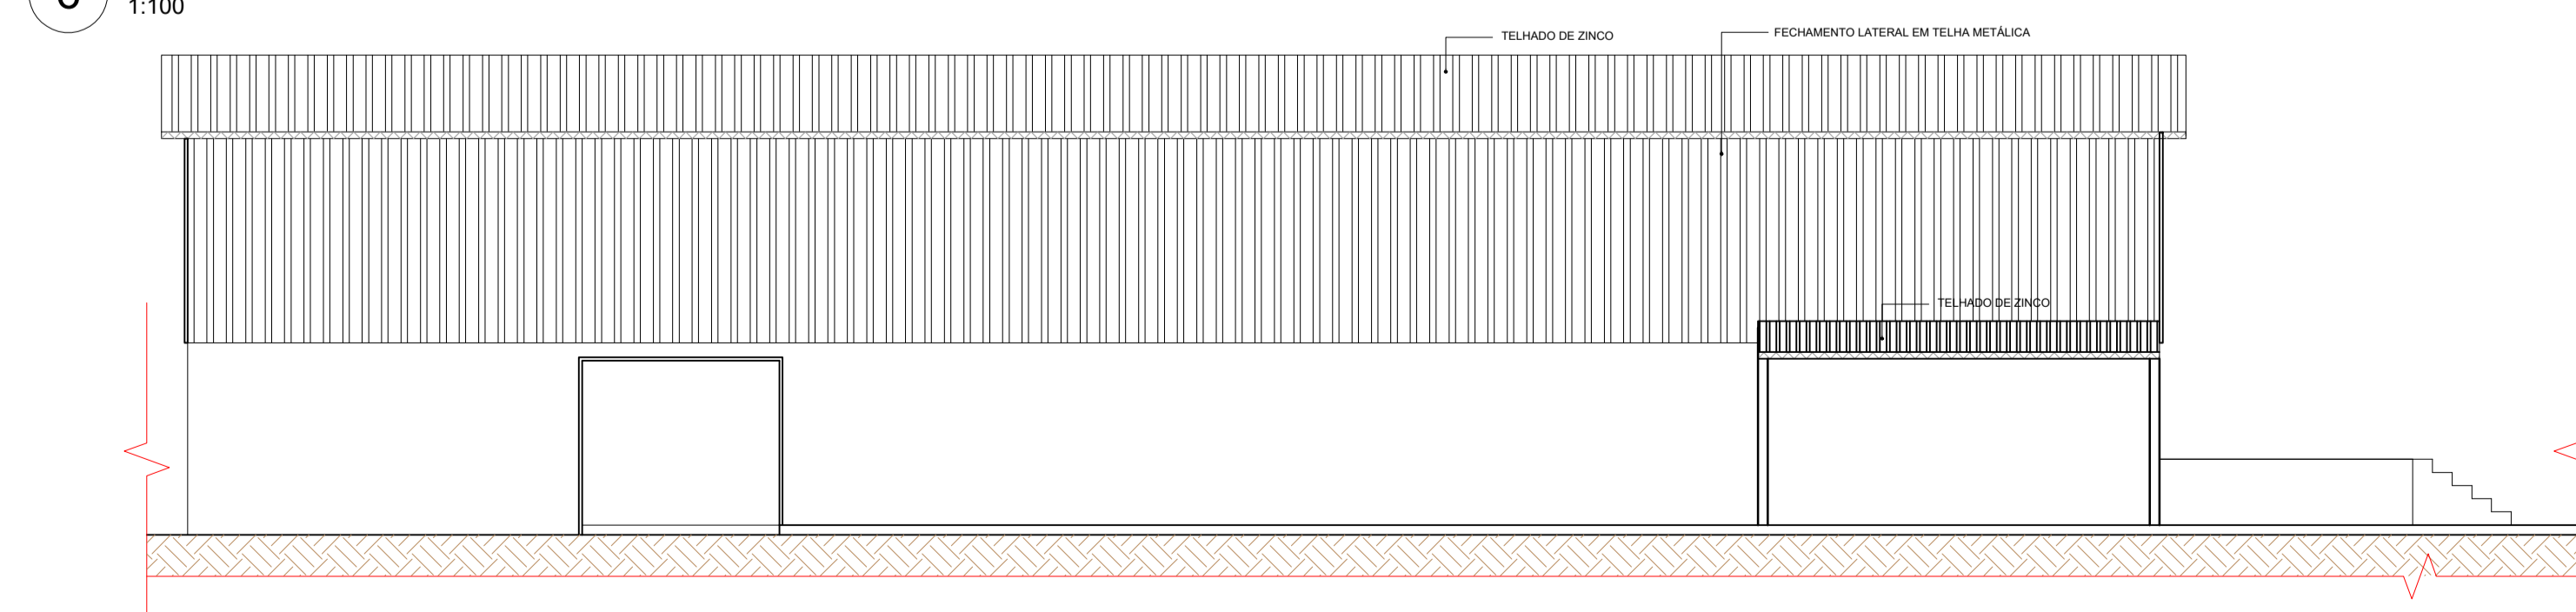 1:100
FECHAMENTO LATERAL EM TELHA METÁLICA
TELHADO DE ZINCO
TELHADO DE ZINCO